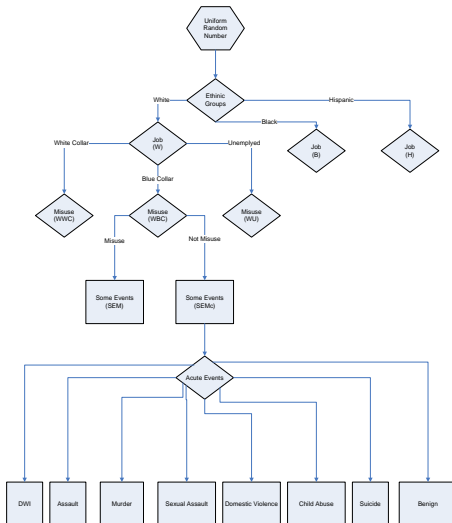 Uniform
Random
Number
Ethinic
Groups
White
Hispanic
Black
White Collar
Job
(W)
Unemplyed
Job
(B)
Job
(H)
Blue Collar
Misuse
(WWC)
Misuse
(WBC)
Misuse
(WU)
Misuse
Not Misuse
Some Events
(SEM)
Some Events
(SEMc)
Acute Events
DWI
Assault
Murder
Sexual Assault
Domestic Violence
Child Abuse
Suicide
Benign